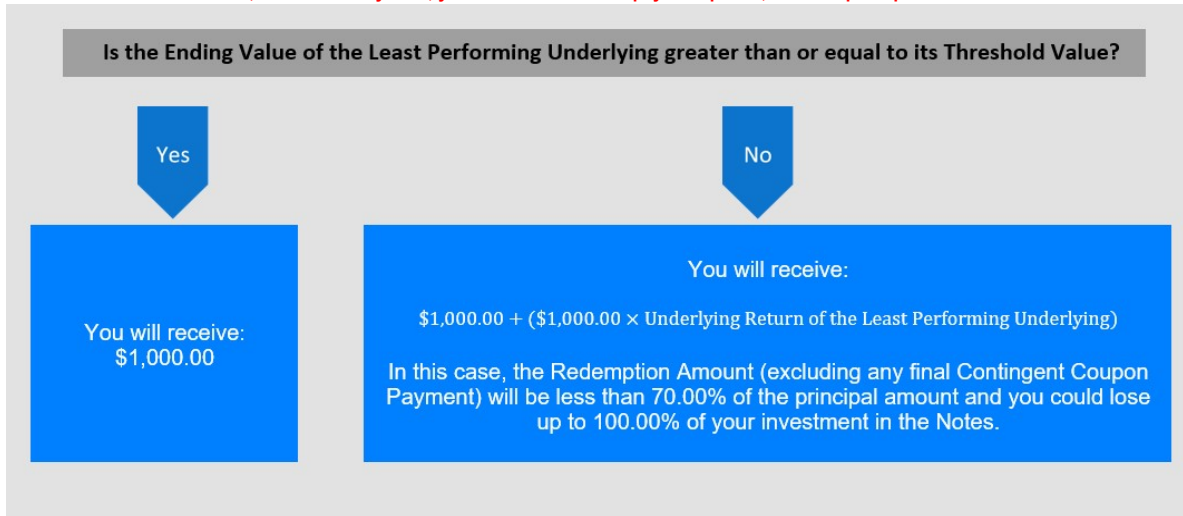 Is the Ending Value of the Least Performing Underlying greater than or equal to its Threshold Value?
Yes
No
You will receive:
$1,000.00
You will receive:
$1,000.00 + ($1,000.00 × Underlying Return of the Least Performing Underlying)
In this case, the Redemption Amount (excluding any final Contingent Coupon
Payment) will be less than 70.00% of the principal amount and you could lose
up to 100.00% of your investment in the Notes.